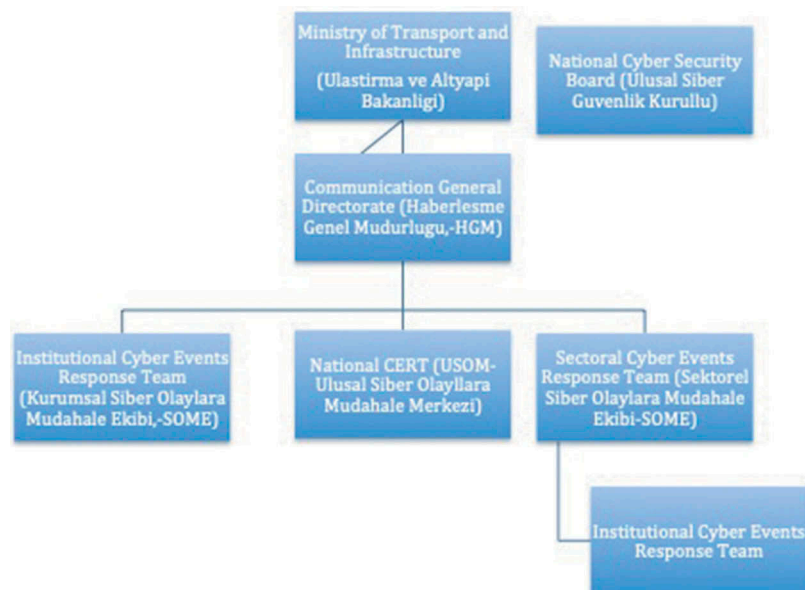 Ministry of Transport and
Infrastructure
(Ulastirma ve Altyapi
Bakanligi)
National Cyber Security
Board (Ulusal Siber
Guvenlik Kurullu)
Communication General
Directorate (Haberlesme
Genel Mudurlugu,-HGM)
Institutional Cyber Events
Response Team
(Kurumsal Siber Olaylara
Mudahale Ekibi,-SOME)
National CERT (USOM-
Ulusal Siber Olayllara
Mudahale Merkezi)
Sectoral Cyber Events
Response Team (Sektorel
Siber Olaylara Mudahale
Ekibi-SOME)
Institutional Cyber Events
Response Team